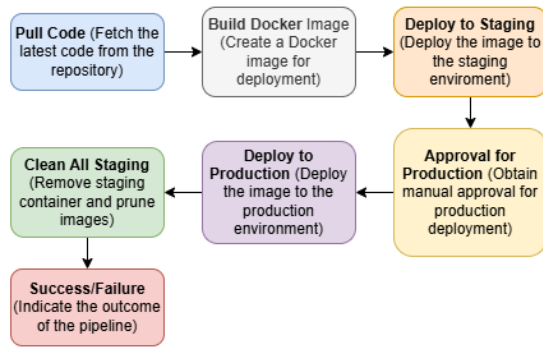 Pull Code (Fetch the
latest code from the
repository)
Build Docker Image
(Create a Docker
image for
deployment)
Deploy to Staging
(Deploy the image to
the staging
enviroment)
Approval for
Production (Obtain
manual approval for
production
deployment)
Deploy to
Production (Deploy
the image to the
production
environment)
Clean All Staging
(Remove staging
container and prune
images)
Success/Failure
(Indicate the outcome
of the pipeline)